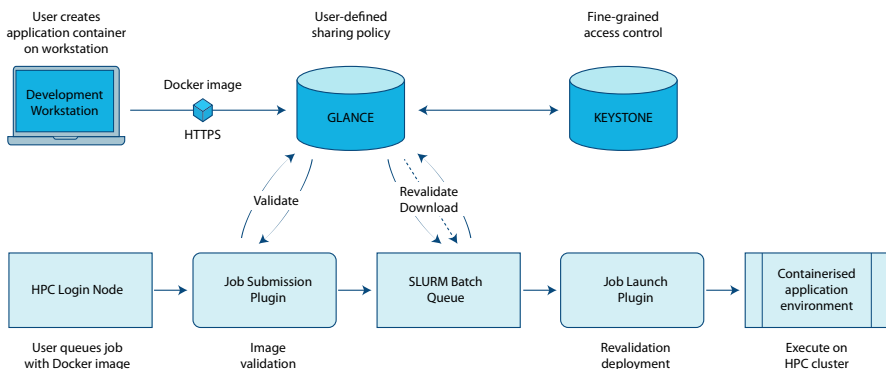 User creates
application container
on workstation
User-defined
sharing policy
Fine-grained
access control
Development
Workstation
Docker image
HTTPS
GLANCE
KEYSTONE
Validate
Revalidate
Download
HPC Login Node
Job Submission
Plugin
SLURM Batch
Queue
Job Launch
Plugin
Containerised
application
environment
User queues job
with Docker image
Image
validation
Revalidation
deployment
Execute on
HPC cluster